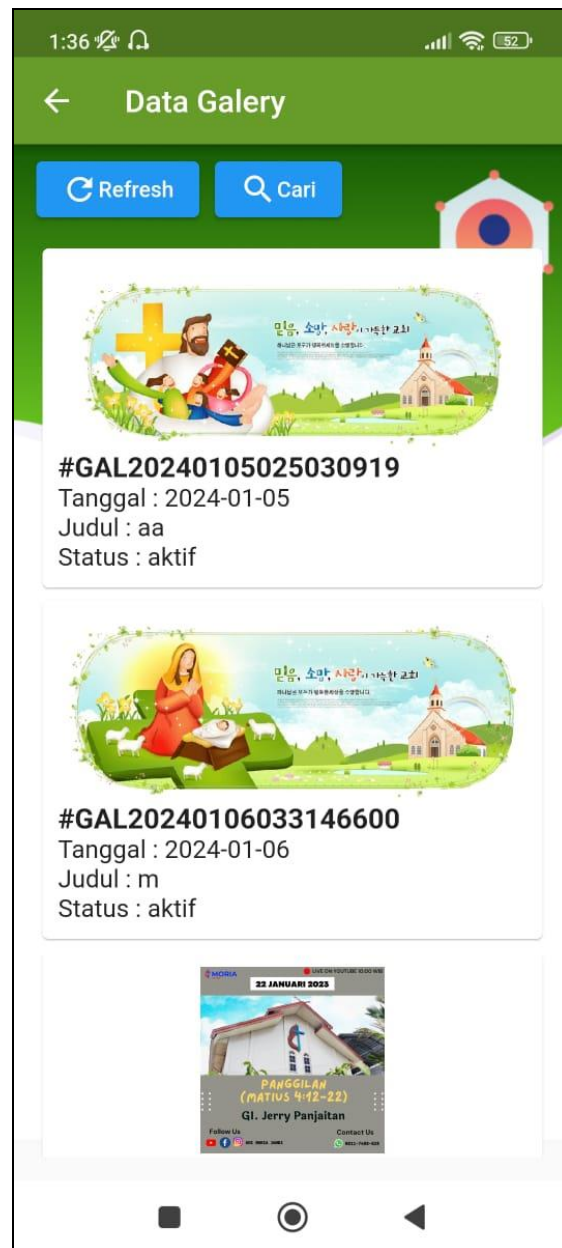 1:36
52
Data Galery
Refresh
Cari
믿음, 소망, 사랑이 가득한 교회
#GAL20240105025030919
Tanggal : 2024-01-05
Judul : aa
Status : aktif
믿음, 소망, 사랑이 가득한 교회
#GAL20240106033146600
Tanggal : 2024-01-06
Judul : m
Status : aktif
MORIA
LIVE ON YOUTUBE 10.00 WIB
22 JANUARI 2023
PANGGILAN
(MATIUS 4:12-22)
GI. Jerry Panjaitan
Follow Us
Contact Us